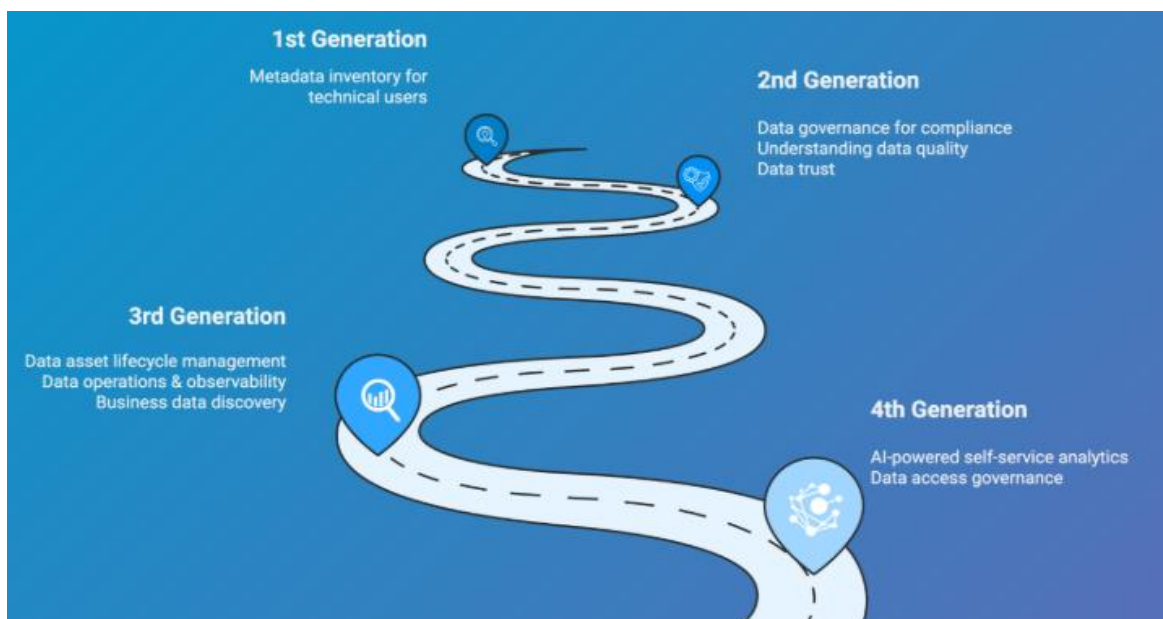 1st Generation
Metadata inventory for
technical users
2nd Generation
Data governance for compliance
Understanding data quality
Data trust
3rd Generation
Data asset lifecycle management
Data operations & observability
Business data discovery
4th Generation
AI-powered self-service analytics
Data access governance